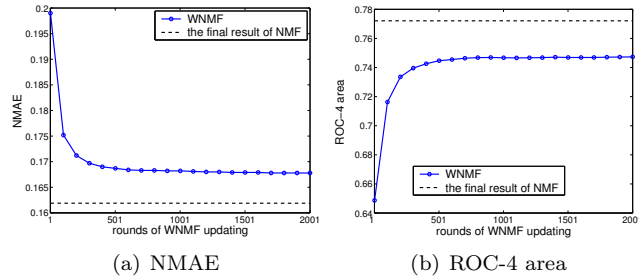 0.2
0.195
0.19
0.185
0.18
0.175
0.17
0.165
0.16
NMAE
WNMF
the final result of NMF
1
501
1001
1501
2001
rounds of WNMF updating
(a) NMAE
0.8
0.78
0.76
0.74
0.72
0.7
0.68
0.66
0.64
ROC-4 area
WNMF
the final result of NMF
1
501
1001
1501
200
rounds of WNMF updating
(b) ROC-4 area